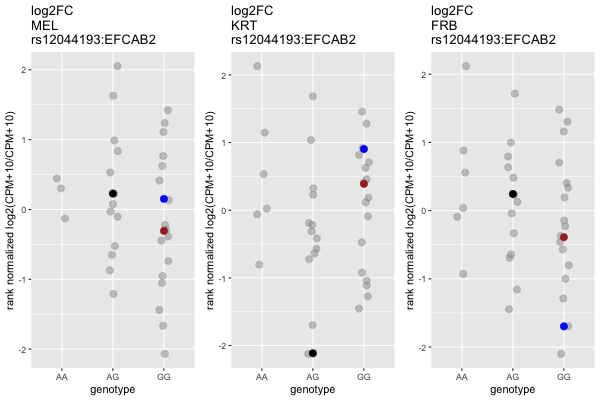 log2FC
MEL
rs12044193:EFCAB2
rank normalized log2(CPM+10/CPM+10)
2
1
0
-1
-2
AA
AG
GG
genotype
log2FC
KRT
rs12044193:EFCAB2
rank normalized log2(CPM+10/CPM+10)
2
1
0
-1
-2
AA
AG
GG
genotype
log2FC
FRB
rs12044193:EFCAB2
rank normalized log2(CPM+10/CPM+10)
2
1
0
-1
-2
AA
AG
GG
genotype